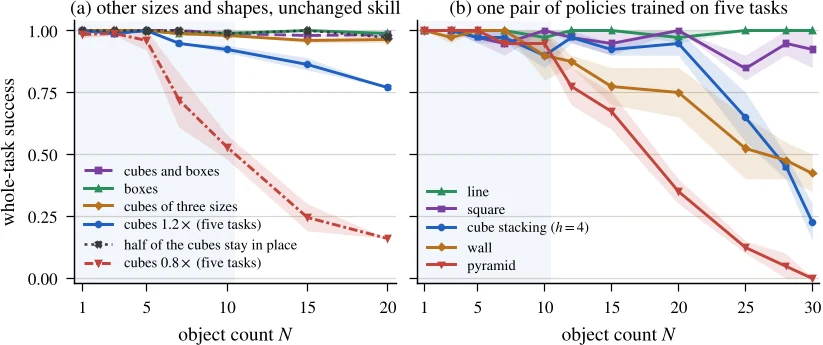 (a) other sizes and shapes, unchanged skill
(b) one pair of policies trained on five tasks
whole-task success
1.00
0.75
0.50
0.25
0.00
cubes and boxes
boxes
cubes of three sizes
cubes 1.2× (five tasks)
half of the cubes stay in place
cubes 0.8× (five tasks)
1
5
10
15
20
object count N
line
square
cube stacking (h = 4)
wall
pyramid
1
5
10
15
20
25
30
object count N